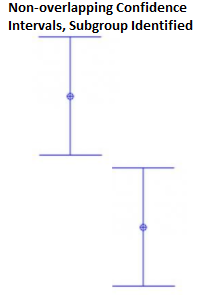 Non-overlapping Confidence
Intervals, Subgroup Identified